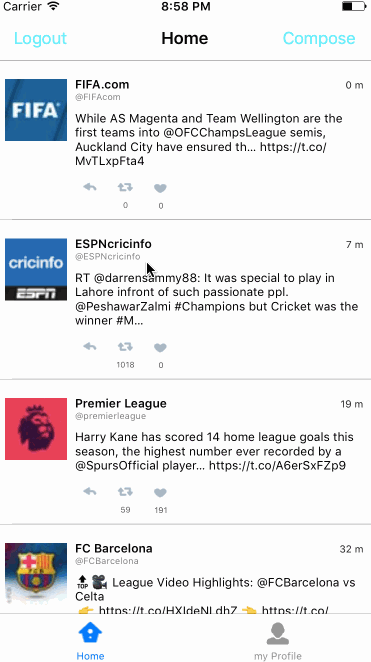 Carrier 8:58 PM
Logout Home Compose
FIFA.com 0 m
@FIFAcom
FIFA
While AS Magenta and Team Wellington are the
first teams into @OFCChampsLeague semis,
Auckland City have ensured th... https://t.co/
MvTLxpFta4
0 0
ESPNcricinfo 7 m
@ESPNcricinfo
cricinfo
ESPN
RT @darrensammy88: It was special to play in
Lahore infront of such passionate ppl.
@PeshawarZalmi #Champions but Cricket was the
winner #M...
1018 0
Premier League 19 m
@premierleague
Harry Kane has scored 14 home league goals this
season, the highest number ever recorded by a
@SpursOfficial player... https://t.co/A6erSxFZp9
59 191
FC Barcelona 32 m
@FCBarcelona
🔝 🎥 League Video Highlights: @FCBarcelona vs
Celta
👉 https://t.co/HXIdeNLdhZ 👈 https://t.co/
Home my Profile